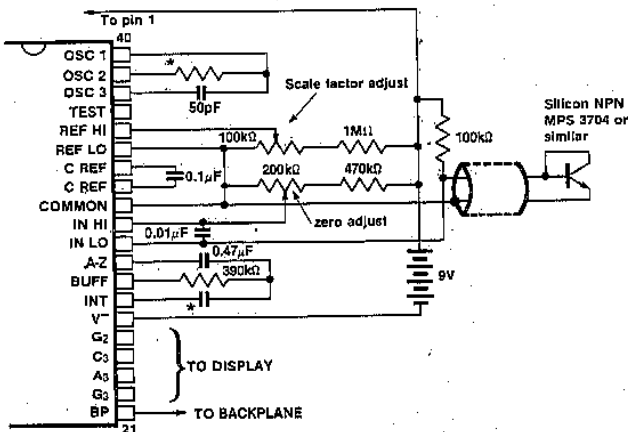 To pin 1
40
OSC 1
OSC 2
*
OSC 3
50pF
TEST
Scale factor adjust
REF HI
REF LO
100kΩ
1MΩ
C REF
C REF
0.1μF
200kΩ
470kΩ
COMMON
IN HI
zero adjust
0.01μF
IN LO
A-Z
0.47μF
BUFF
390kΩ
INT
*
V⁻
9V
100kΩ
Silicon NPN
MPS 3704 or
similar
G2
C3
A3
G3
TO DISPLAY
BP
TO BACKPLANE
21